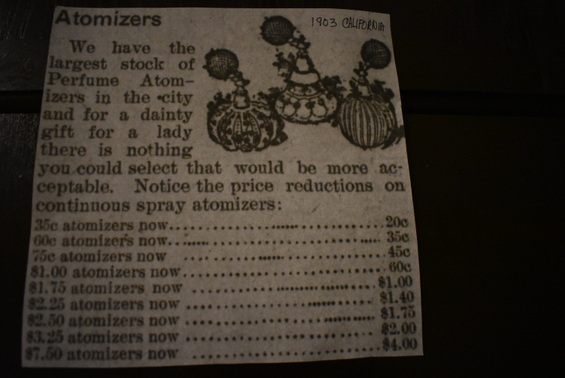 Atomizers
1903 CALIFORNIA
We have the
largest stock of
Perfume Atom-
izers in the city
and for a dainty
gift for a lady
there is nothing
you could select that would be more ac-
ceptable. Notice the price reductions on
continuous spray atomizers:
35c atomizers now 20c
60c atomizers now 35c
75c atomizers now 45c
$1.00 atomizers now 60c
$1.75 atomizers now $1.00
$2.25 atomizers now $1.40
$2.50 atomizers now $1.75
$3.25 atomizers now $2.00
$7.50 atomizers now $4.00